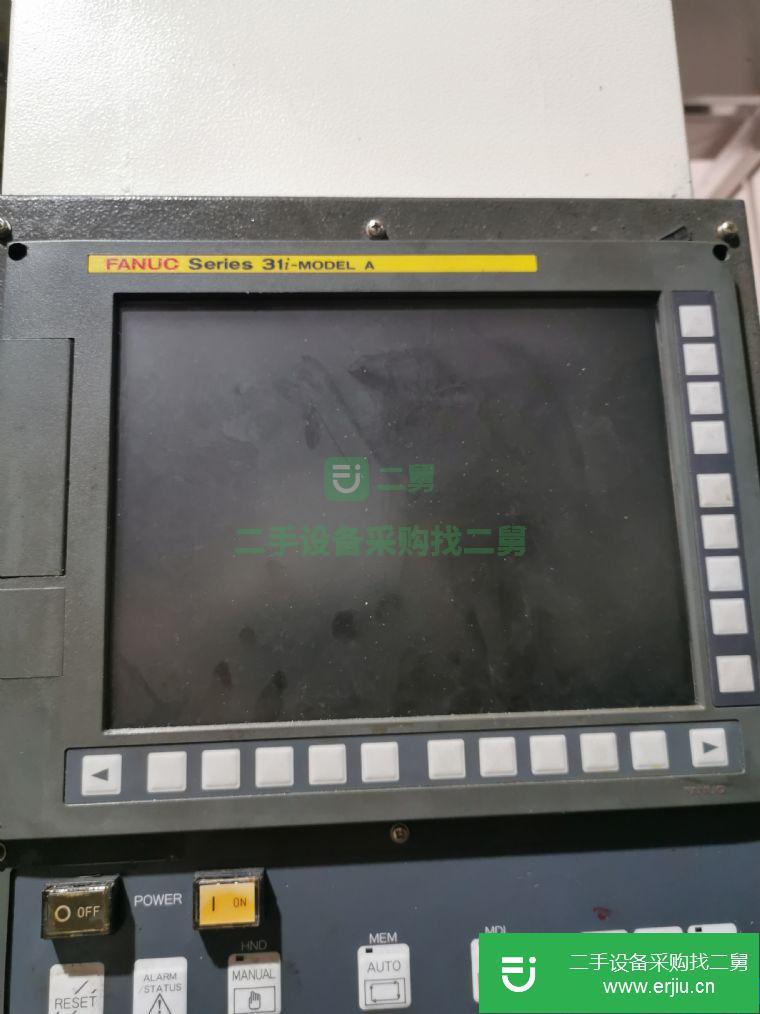 FANUC Series 31i-MODEL A
二舅
二手设备采购找二舅
FANUC
OFF
POWER
I ON
HND
MEM
MDI
RESET
ALARM
/STATUS
MANUAL
AUTO
二手设备采购找二舅
www.erjiu.cn